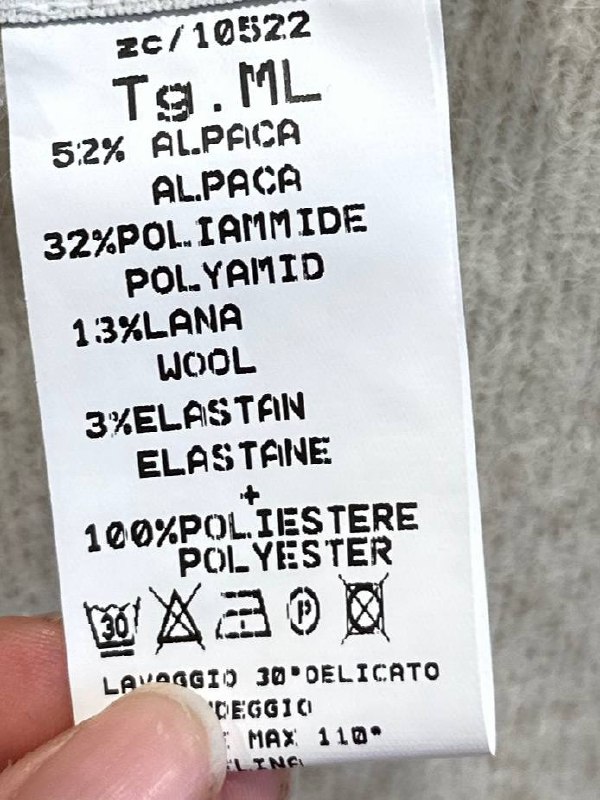 zc/10522
Tg.ML
52% ALPACA
ALPACA
32%POLIAMMIDE
POLYAMID
13%LANA
WOOL
3%ELASTAN
ELASTANE
+
100%POLIESTERE
POLYESTER
30 P
LAVAGGIO 30°DELICATO
MAX 110°